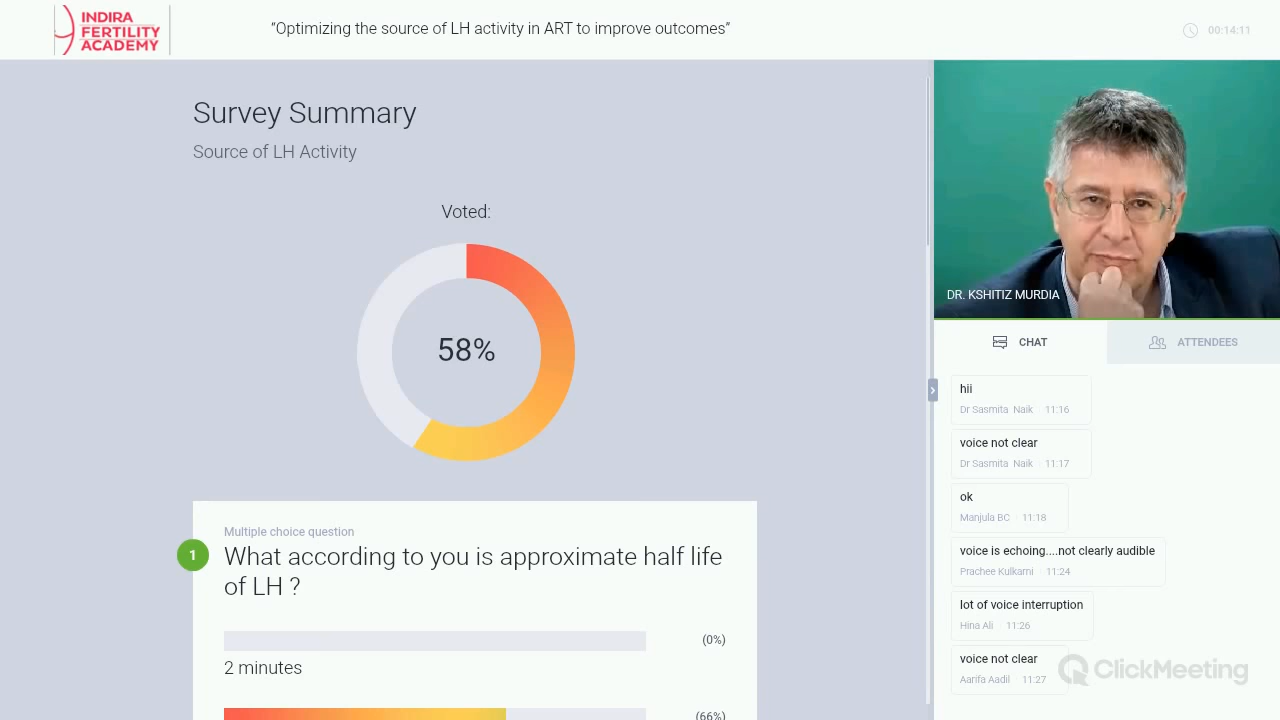 INDIRA
FERTILITY
ACADEMY
“Optimizing the source of LH activity in ART to improve outcomes”
00:14:11
Survey Summary
Source of LH Activity
Voted:
58%
Multiple choice question
1
What according to you is approximate half life
of LH ?
(0%)
2 minutes
(66%)
DR. KSHITIZ MURDIA
CHAT
ATTENDEES
hii
Dr Sasmita Naik 11:16
voice not clear
Dr Sasmita Naik 11:17
ok
Manjula BC 11:18
voice is echoing....not clearly audible
Prachee Kulkarni 11:24
lot of voice interruption
Hina Ali 11:26
voice not clear
Aarifa Aadil 11:27
ClickMeeting